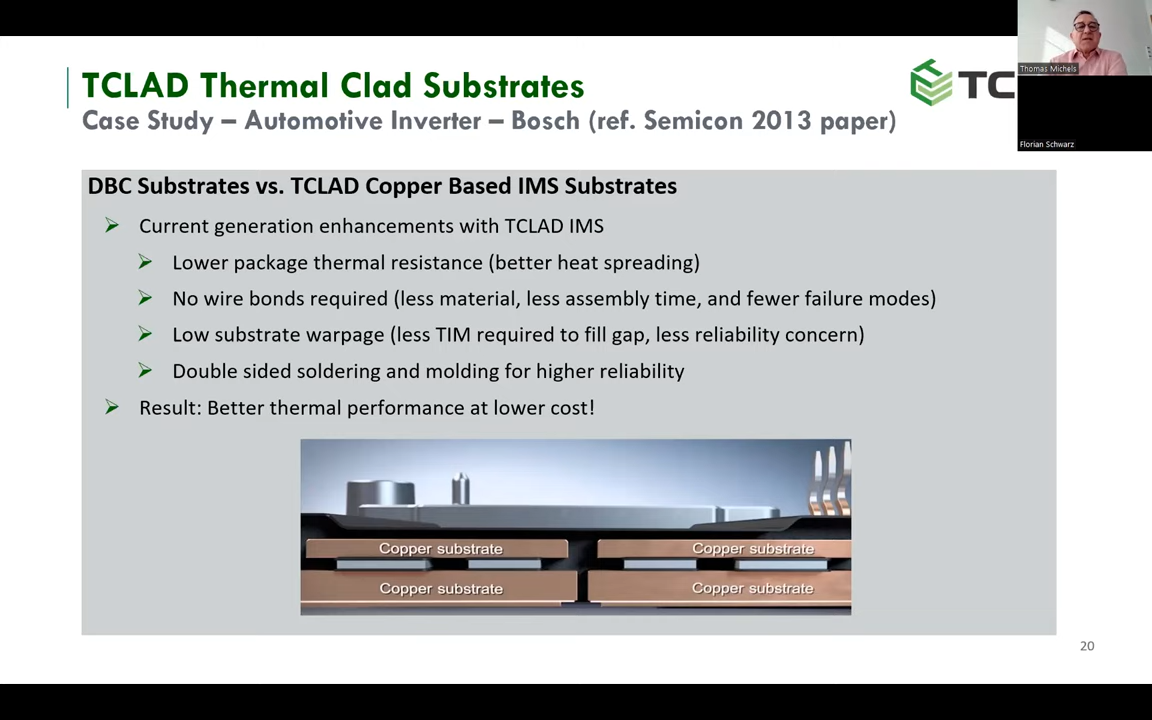 TCLAD Thermal Clad Substrates
Case Study – Automotive Inverter – Bosch (ref. Semicon 2013 paper)
TC
Thomas Michels
Florian Schwarz
DBC Substrates vs. TCLAD Copper Based IMS Substrates
Current generation enhancements with TCLAD IMS
Lower package thermal resistance (better heat spreading)
No wire bonds required (less material, less assembly time, and fewer failure modes)
Low substrate warpage (less TIM required to fill gap, less reliability concern)
Double sided soldering and molding for higher reliability
Result: Better thermal performance at lower cost!
Copper substrate Copper substrate
Copper substrate Copper substrate
20